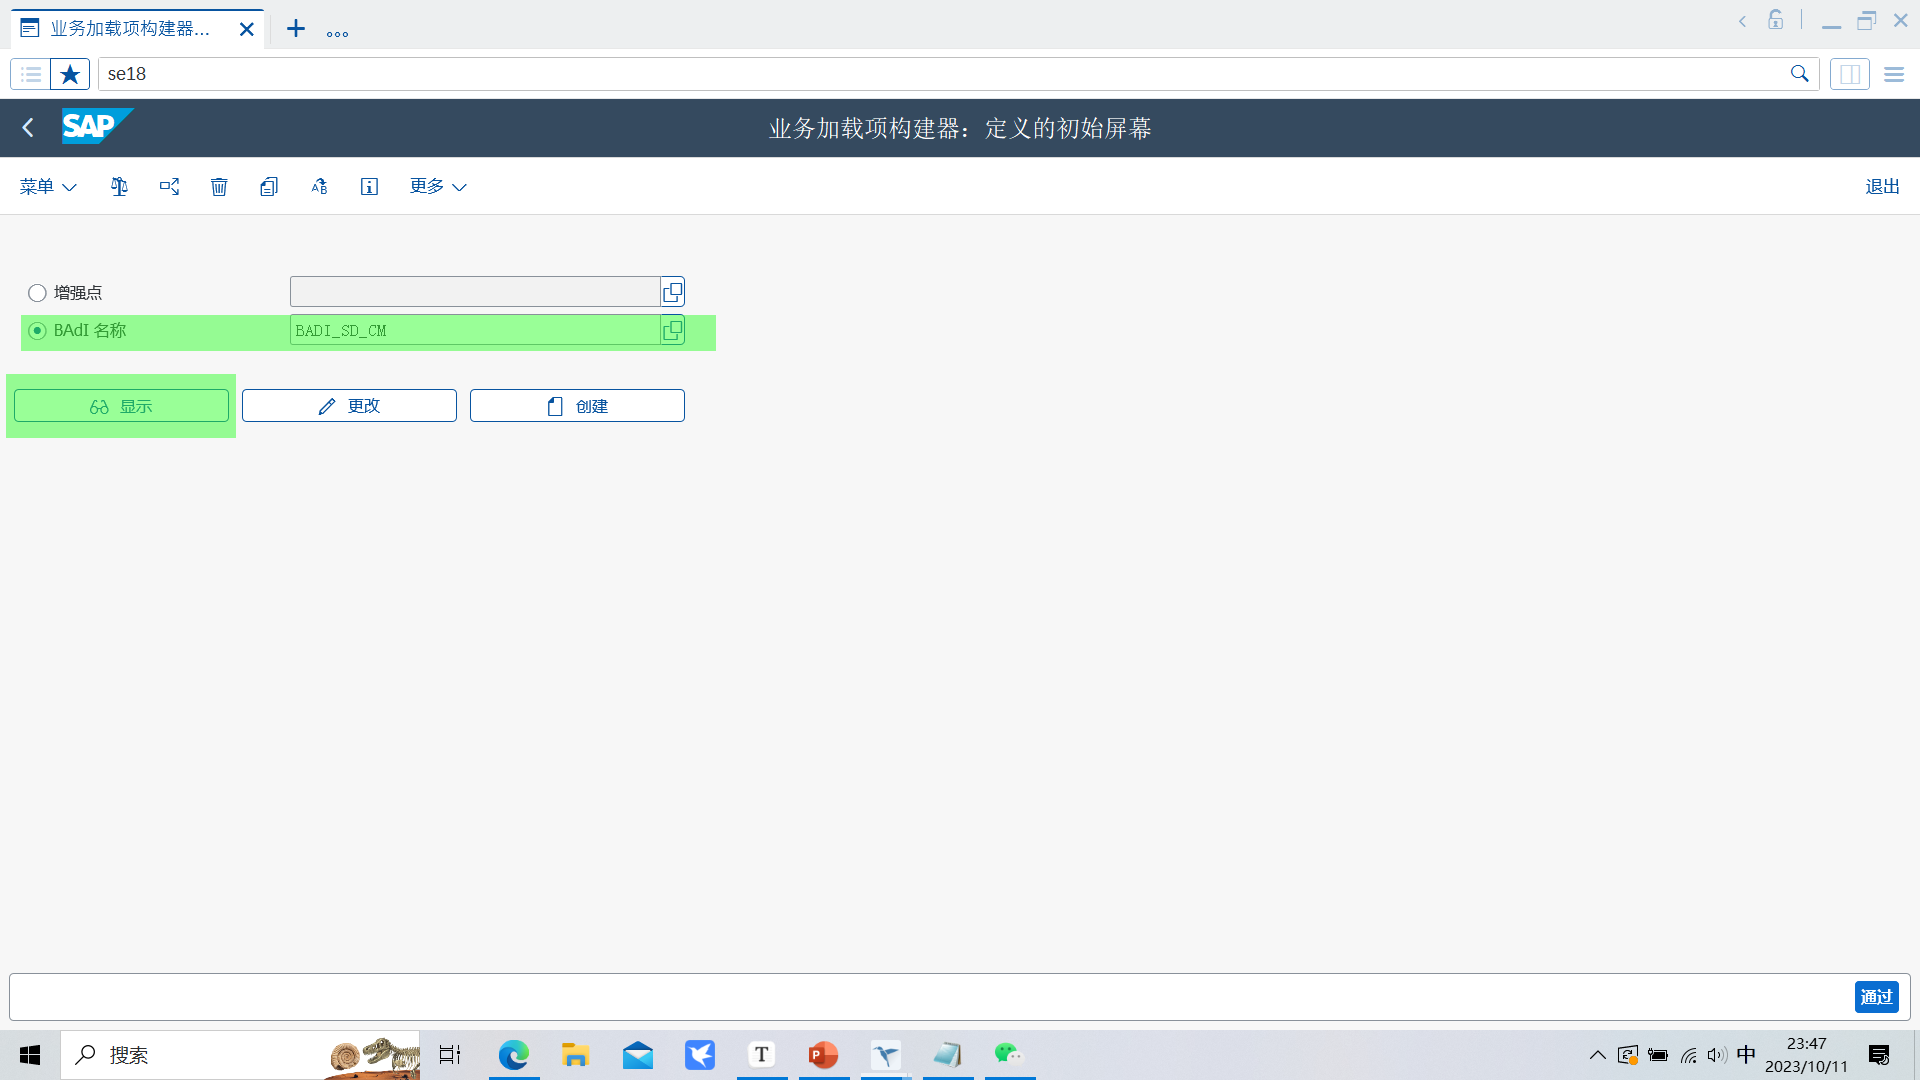 业务加载项构建器...
se18
SAP
业务加载项构建器：定义的初始屏幕
菜单
更多
退出
增强点
BAdI 名称
BADI_SD_CM
显示
更改
创建
通过
搜索
中
23:47
2023/10/11